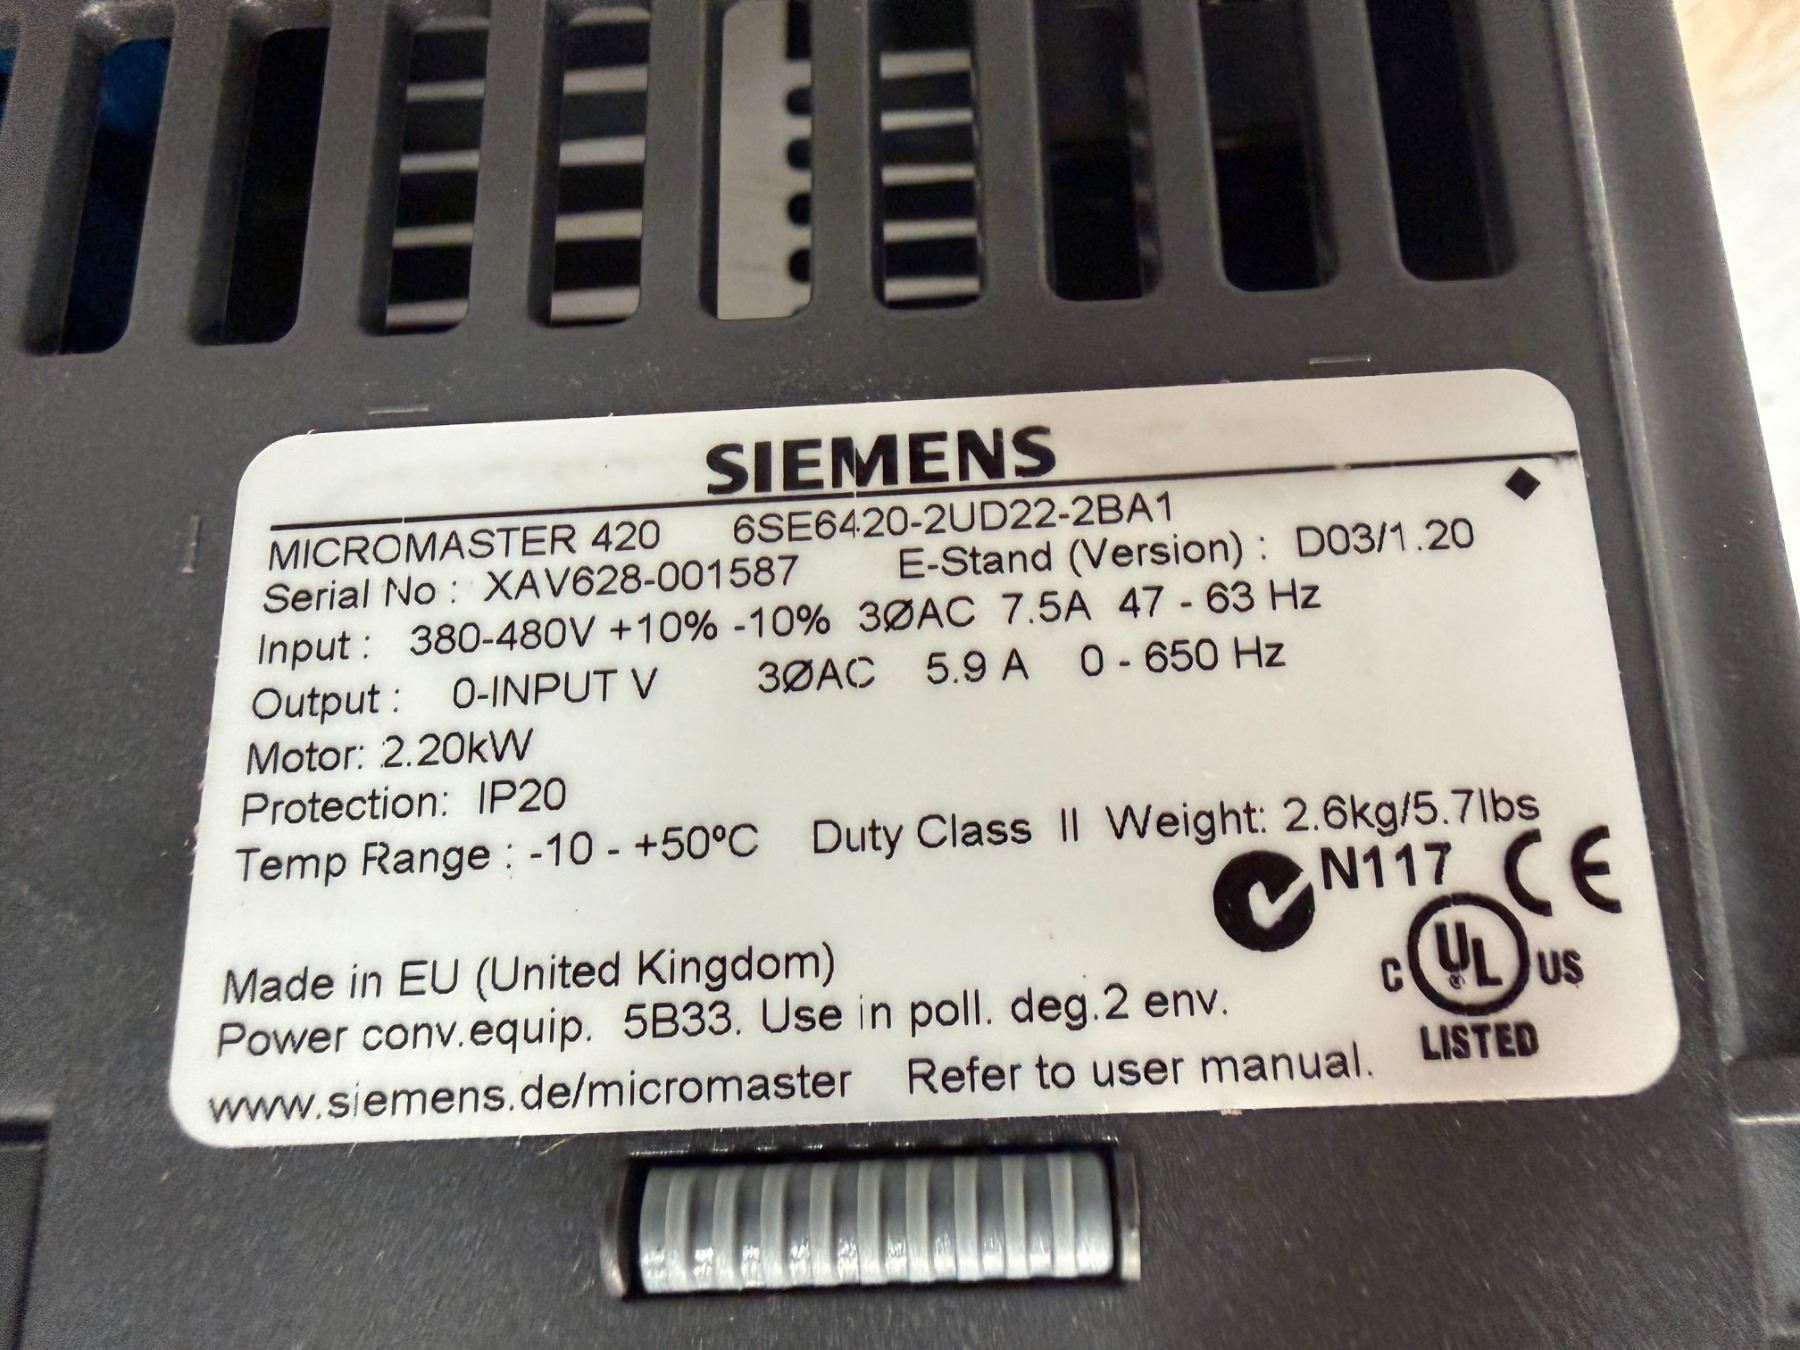 SIEMENS
MICROMASTER 420 6SE6420-2UD22-2BA1
Serial No : XAV628-001587 E-Stand (Version) : D03/1.20
Input : 380-480V +10% -10% 3ØAC 7.5A 47 - 63 Hz
Output : 0-INPUT V 3ØAC 5.9 A 0 - 650 Hz
Motor: 2.20kW
Protection: IP20
Temp Range : -10 - +50ºC Duty Class II Weight: 2.6kg/5.7lbs
N117 CE
Made in EU (United Kingdom)
C UL ® US
Power conv.equip. 5B33. Use in poll. deg.2 env.
LISTED
www.siemens.de/micromaster Refer to user manual.